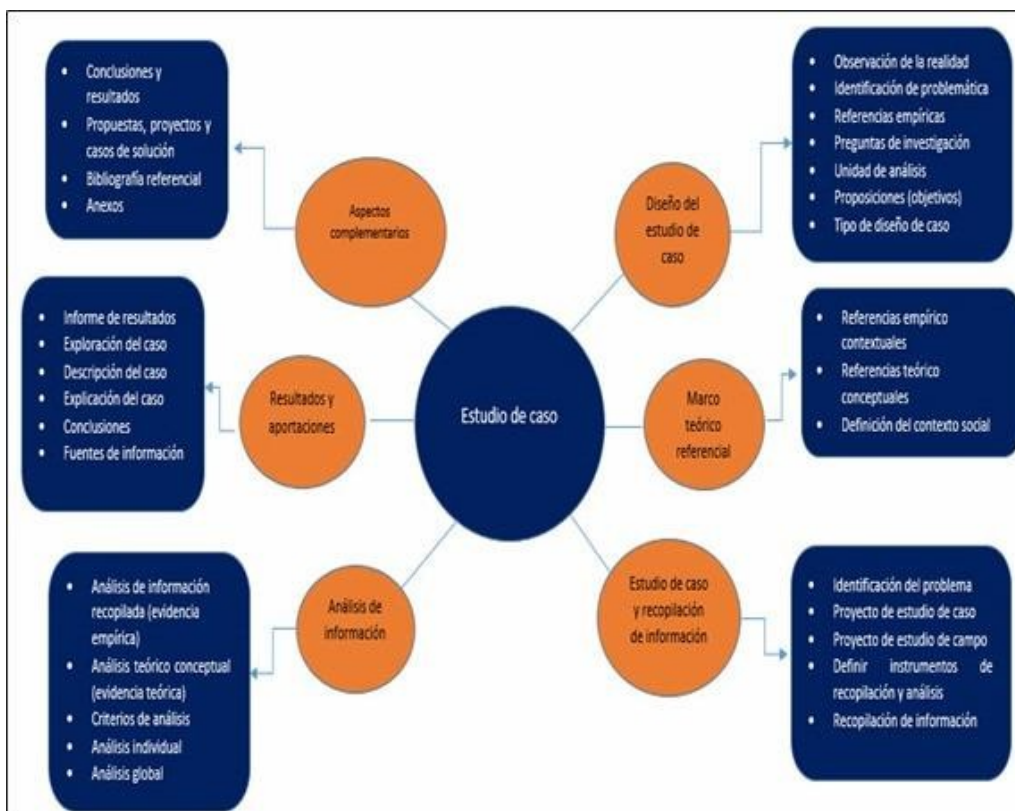 • Conclusiones y
resultados
• Propuestas, proyectos y
casos de solución
• Bibliografía referencial
• Anexos
Aspectos
complementarios
Diseño del
estudio de
caso
• Observación de la realidad
• Identificación de problemática
• Referencias empíricas
• Preguntas de investigación
• Unidad de análisis
• Proposiciones (objetivos)
• Tipo de diseño de caso
• Informe de resultados
• Exploración del caso
• Descripción del caso
• Explicación del caso
• Conclusiones
• Fuentes de información
Resultados y
aportaciones
Estudio de caso
Marco
teórico
referencial
• Referencias empírico
contextuales
• Referencias teórico
conceptuales
• Definición del contexto social
• Análisis de información
recopilada (evidencia
empírica)
• Análisis teórico conceptual
(evidencia teórica)
• Criterios de análisis
• Análisis individual
• Análisis global
Análisis de
información
Estudio de caso
y recopilación
de información
• Identificación del problema
• Proyecto de estudio de caso
• Proyecto de estudio de campo
• Definir instrumentos de
recopilación y análisis
• Recopilación de información